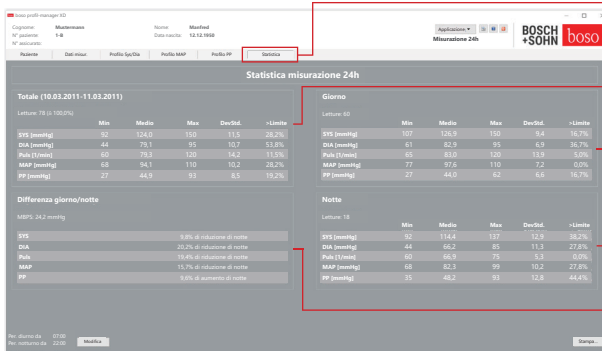 boso profil-manager XD
Cognome: Mustermann Nome: Manfred
N° paziente 1-8 Data nascita: 12.12.1959
N° assicurato:
Applicazione
Misurazione 24h
BOSCH
+SOHN
boso
Paziente Dati misur. Profilo Sys/Dia Profilo MAP Profilo PP Statistica
Statistica misurazione 24h
Totale (10.03.2011-11.03.2011)
Letture: 78 (≙ 100,0%)
Min Medio Max DevStd. >Limite
SYS [mmHg] 92 124,0 150 11,5 28,2%
DIA [mmHg] 44 79,1 95 10,7 53,8%
Puls [1/min] 60 79,3 120 14,2 11,5%
MAP [mmHg] 68 94,1 110 10,2 28,2%
PP [mmHg] 27 44,9 93 8,5 19,2%
Giorno
Letture: 60
Min Medio Max DevStd. >Limite
SYS [mmHg] 107 126,9 150 9,4 16,7%
DIA [mmHg] 61 82,9 95 6,9 36,7%
Puls [1/min] 65 83,0 120 13,9 5,0%
MAP [mmHg] 77 97,6 110 7,2 0,0%
PP [mmHg] 27 44,0 62 6,6 16,7%
Differenza giorno/notte
MBPS: 24,2 mmHg
SYS 9,8% di riduzione di notte
DIA 20,2% di riduzione di notte
Puls 19,4% di riduzione di notte
MAP 15,7% di riduzione di notte
PP 9,6% di aumento di notte
Notte
Letture: 18
Min Medio Max DevStd. >Limite
SYS [mmHg] 92 114,4 137 12,9 38,2%
DIA [mmHg] 44 66,2 85 11,3 27,8%
Puls [1/min] 60 66,9 75 5,3 0,0%
MAP [mmHg] 68 82,3 99 10,2 27,8%
PP [mmHg] 35 48,2 93 12,8 44,4%
Per. diurno da 07:00
Per. notturno da 22:00
Modifica
Stampa...